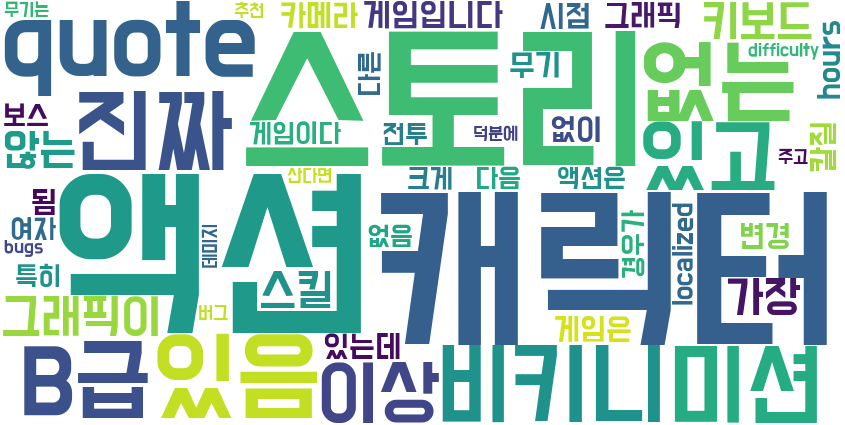 무기는
추천
카메라
게임입니다
시점
그래픽
키보드
quote
스토리
없는
difficulty
hours
보스
진짜
다른
무기
않는
게임이다
전투
덕분에
없이
있고
주고
칼질
산다면
크게
다음
액션은
됨
여자
액션
캐릭터
데미지
없음
경우가
localized
변경
bugs
특히
스킬
가장
그래픽이
버그
게임은
있는데
B급
있음
이상
비키니
미션